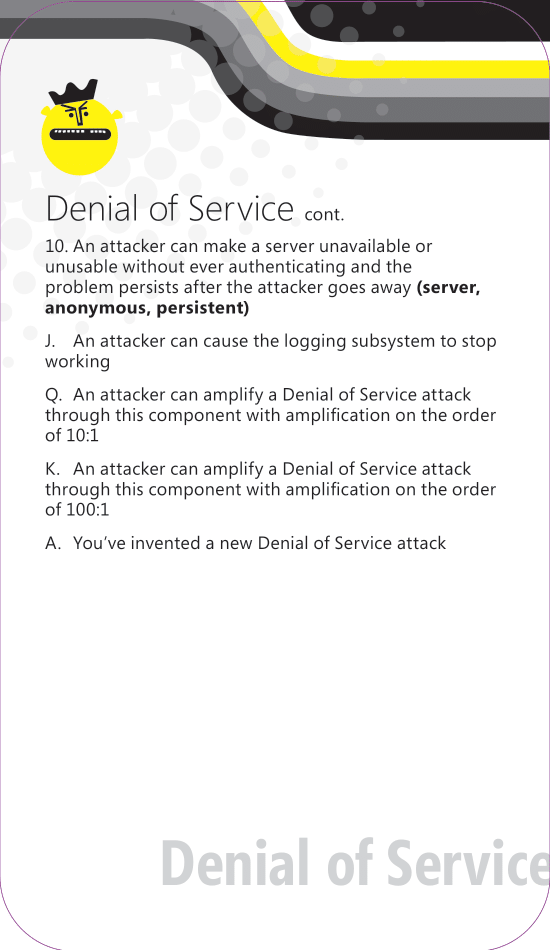 Denial of Service cont.
10. An attacker can make a server unavailable or
unusable without ever authenticating and the
problem persists after the attacker goes away (server,
anonymous, persistent)
J. An attacker can cause the logging subsystem to stop
working
Q. An attacker can amplify a Denial of Service attack
through this component with amplification on the order
of 10:1
K. An attacker can amplify a Denial of Service attack
through this component with amplification on the order
of 100:1
A. You’ve invented a new Denial of Service attack
Denial of Service